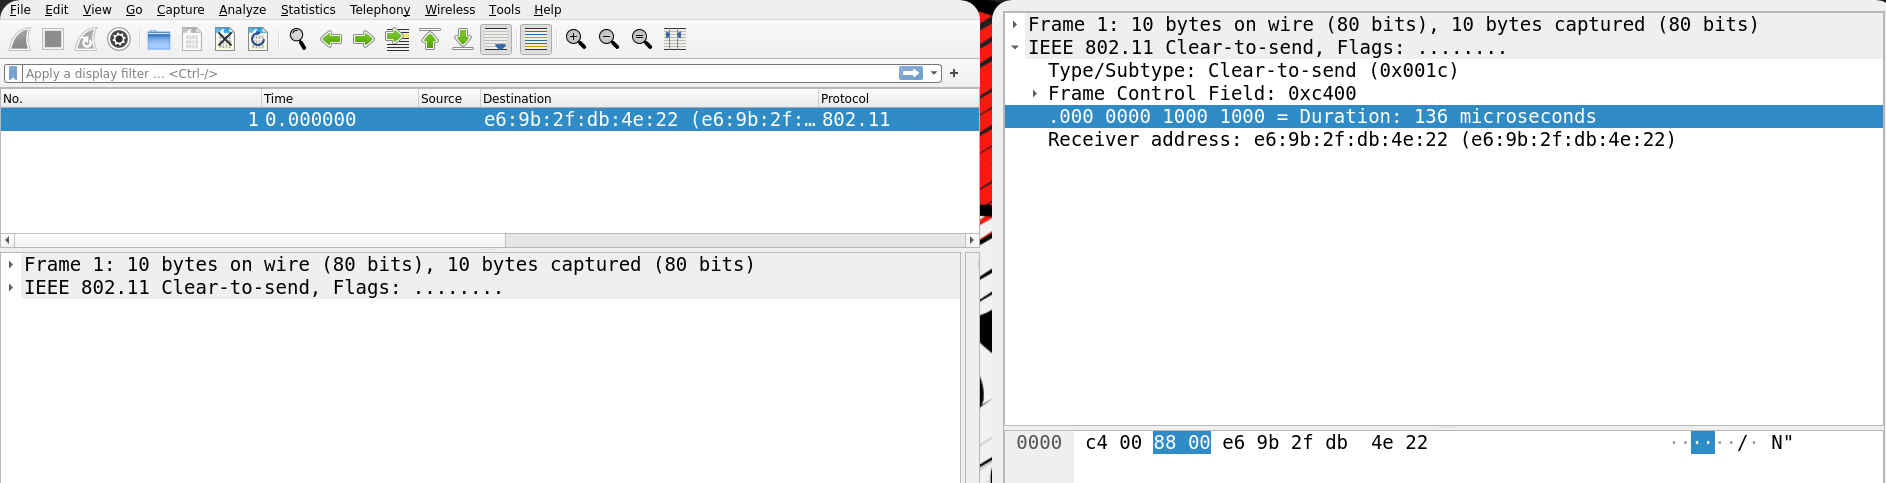 File Edit View Go Capture Analyze Statistics Telephony Wireless Tools Help
Apply a display filter ... <Ctrl-/>
+
No. Time Source Destination Protocol
1 0.000000 e6:9b:2f:db:4e:22 (e6:9b:2f:… 802.11
Frame 1: 10 bytes on wire (80 bits), 10 bytes captured (80 bits)
IEEE 802.11 Clear-to-send, Flags: ........
Frame 1: 10 bytes on wire (80 bits), 10 bytes captured (80 bits)
IEEE 802.11 Clear-to-send, Flags: ........
Type/Subtype: Clear-to-send (0x001c)
Frame Control Field: 0xc400
.000 0000 1000 1000 = Duration: 136 microseconds
Receiver address: e6:9b:2f:db:4e:22 (e6:9b:2f:db:4e:22)
0000 c4 00 88 00 e6 9b 2f db 4e 22 ······/· N"